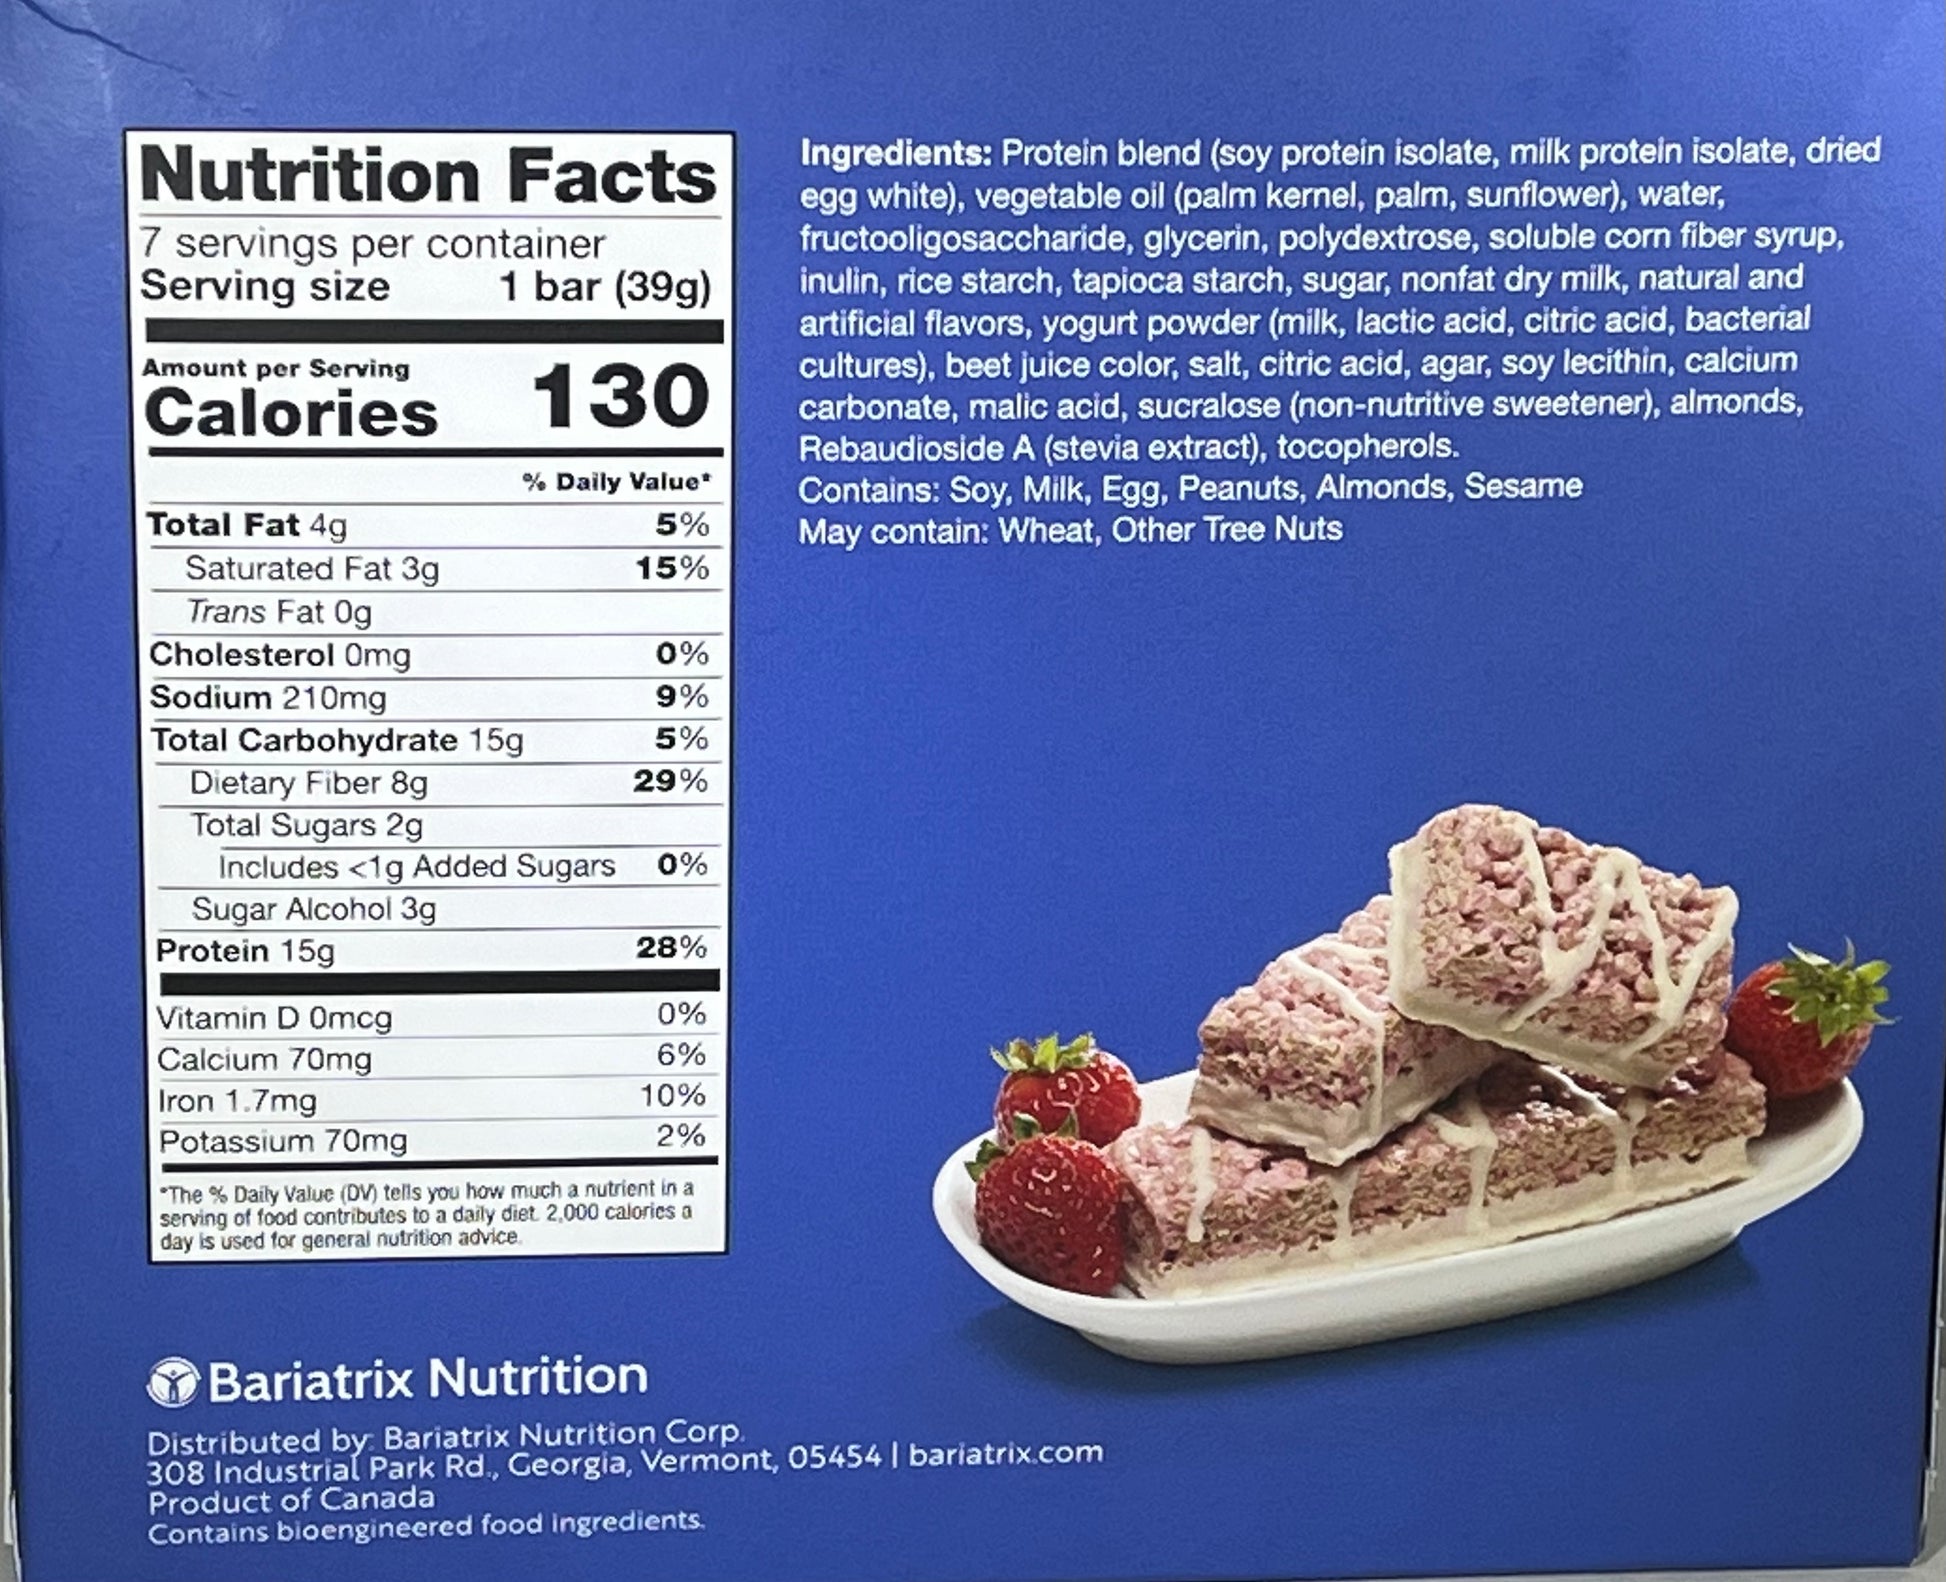 Nutrition Facts
7 servings per container
Serving size 1 bar (39g)
Amount per Serving
Calories 130
% Daily Value*
Total Fat 4g 5%
Saturated Fat 3g 15%
Trans Fat 0g
Cholesterol 0mg 0%
Sodium 210mg 9%
Total Carbohydrate 15g 5%
Dietary Fiber 8g 29%
Total Sugars 2g
Includes <1g Added Sugars 0%
Sugar Alcohol 3g
Protein 15g 28%
Vitamin D 0mcg 0%
Calcium 70mg 6%
Iron 1.7mg 10%
Potassium 70mg 2%
*The % Daily Value (DV) tells you how much a nutrient in a
serving of food contributes to a daily diet. 2,000 calories a
day is used for general nutrition advice.
Ingredients: Protein blend (soy protein isolate, milk protein isolate, dried
egg white), vegetable oil (palm kernel, palm, sunflower), water,
fructooligosaccharide, glycerin, polydextrose, soluble corn fiber syrup,
inulin, rice starch, tapioca starch, sugar, nonfat dry milk, natural and
artificial flavors, yogurt powder (milk, lactic acid, citric acid, bacterial
cultures), beet juice color, salt, citric acid, agar, soy lecithin, calcium
carbonate, malic acid, sucralose (non-nutritive sweetener), almonds,
Rebaudioside A (stevia extract), tocopherols.
Contains: Soy, Milk, Egg, Peanuts, Almonds, Sesame
May contain: Wheat, Other Tree Nuts
Bariatrix Nutrition
Distributed by: Bariatrix Nutrition Corp.
308 Industrial Park Rd., Georgia, Vermont, 05454 | bariatrix.com
Product of Canada
Contains bioengineered food ingredients.